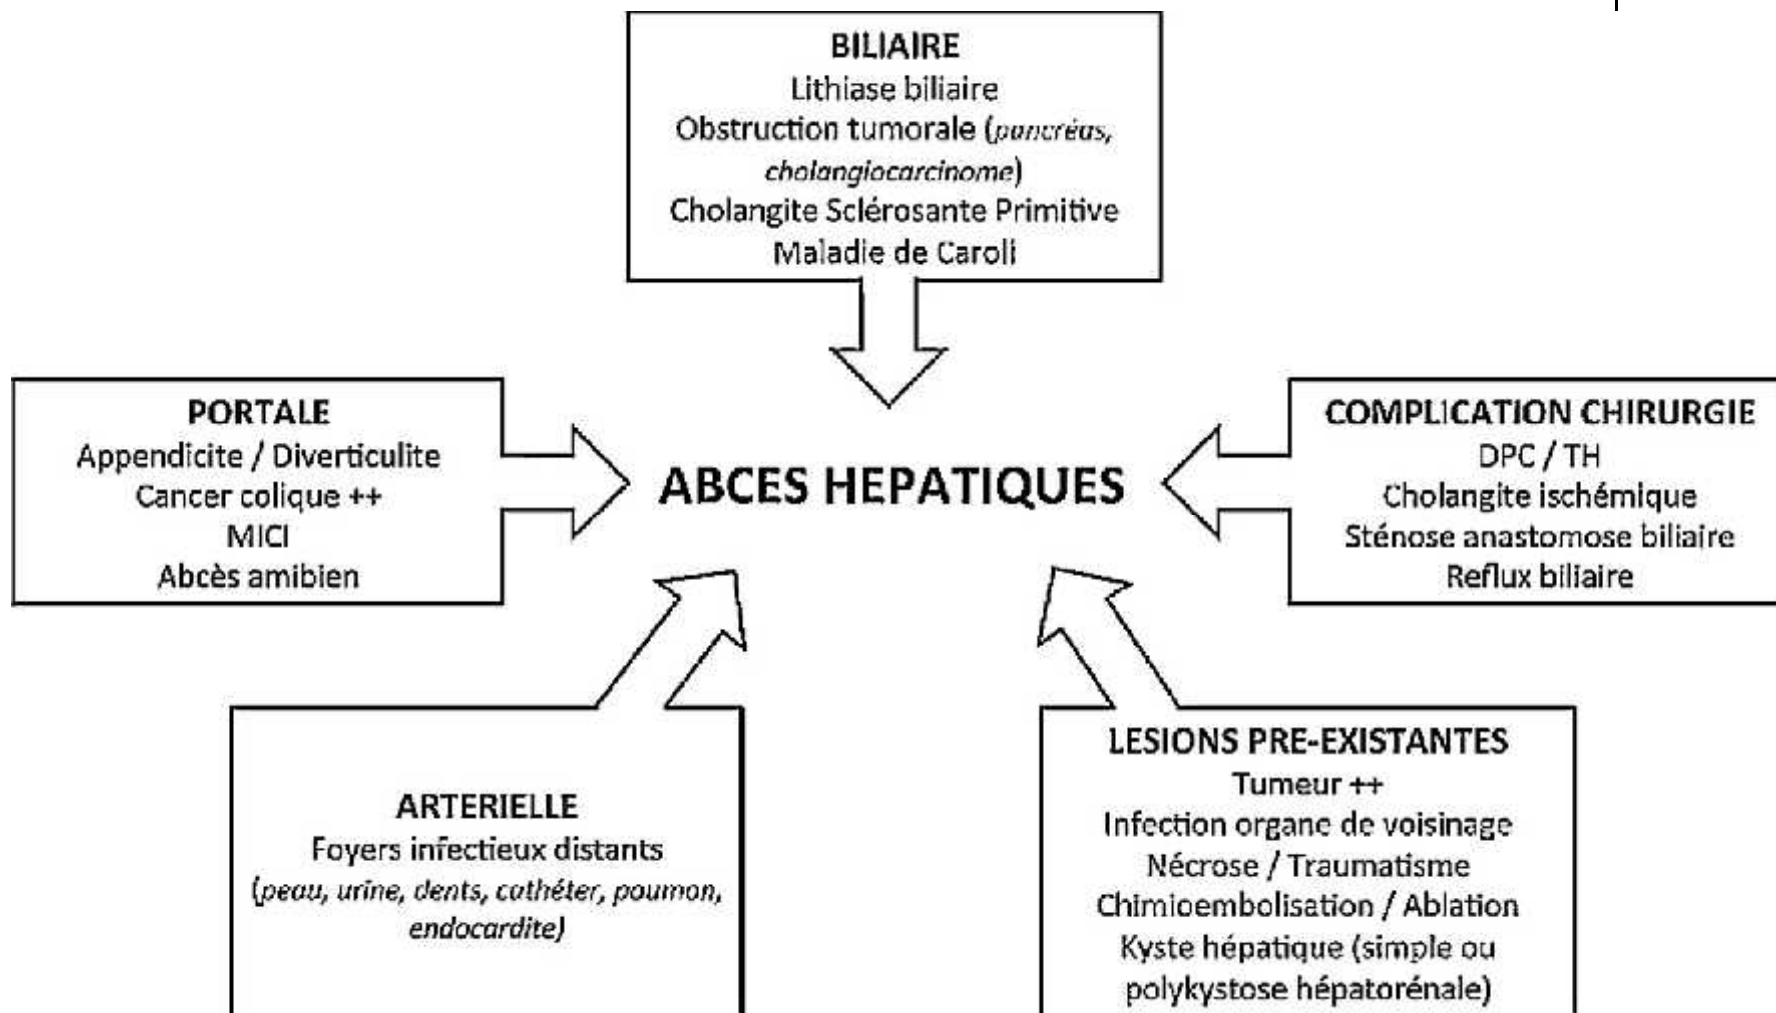 BILIAIRE
Lithiase biliaire
Obstruction tumorale (pancréas,
cholangiocarcinome)
Cholangite Sclérosante Primitive
Maladie de Caroli
PORTALE
Appendicite / Diverticulite
Cancer colique ++
MICI
Abcès amibien
ABCES HEPATIQUES
COMPLICATION CHIRURGIE
DPC / TH
Cholangite ischémique
Sténose anastomose biliaire
Reflux biliaire
ARTERIELLE
Foyers infectieux distants
(peau, urine, dents, cathéter, poumon,
endocardite)
LESIONS PRE-EXISTANTES
Tumeur ++
Infection organe de voisinage
Nécrose / Traumatisme
Chimioembolisation / Ablation
Kyste hépatique (simple ou
polykystose hépatorénale)